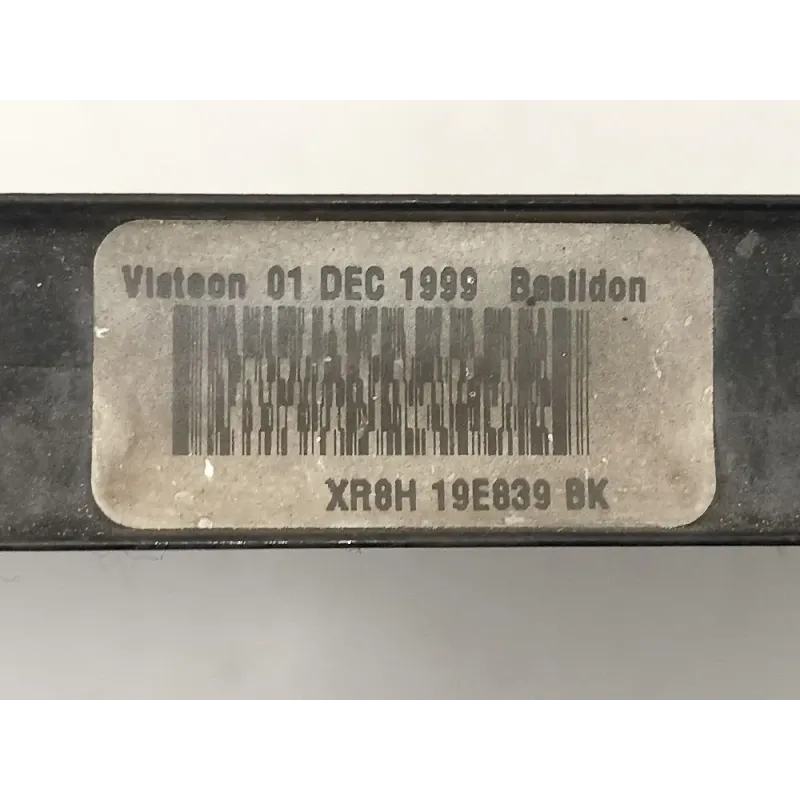 Visteon 01 DEC 1999 Basildon
XR8H 19E839 BK